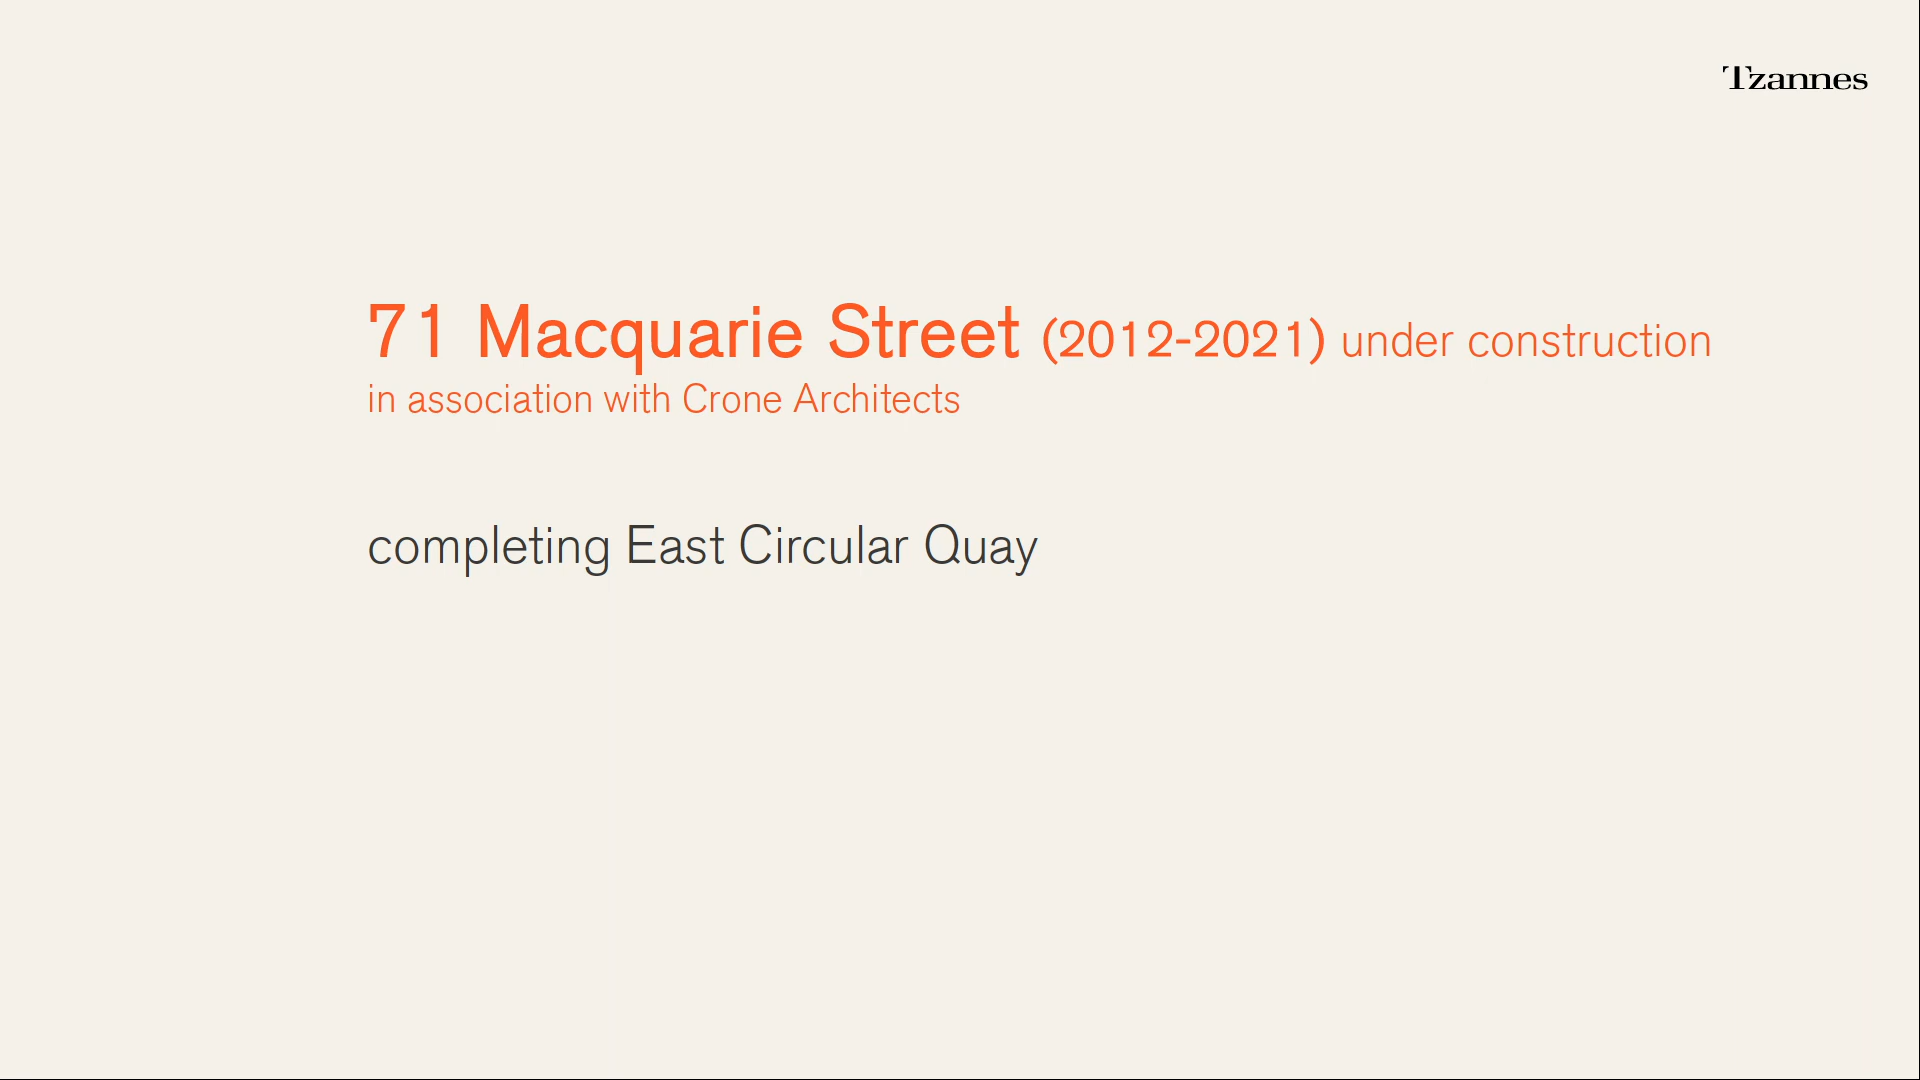 Tzannes
71 Macquarie Street (2012-2021) under construction
in association with Crone Architects
completing East Circular Quay